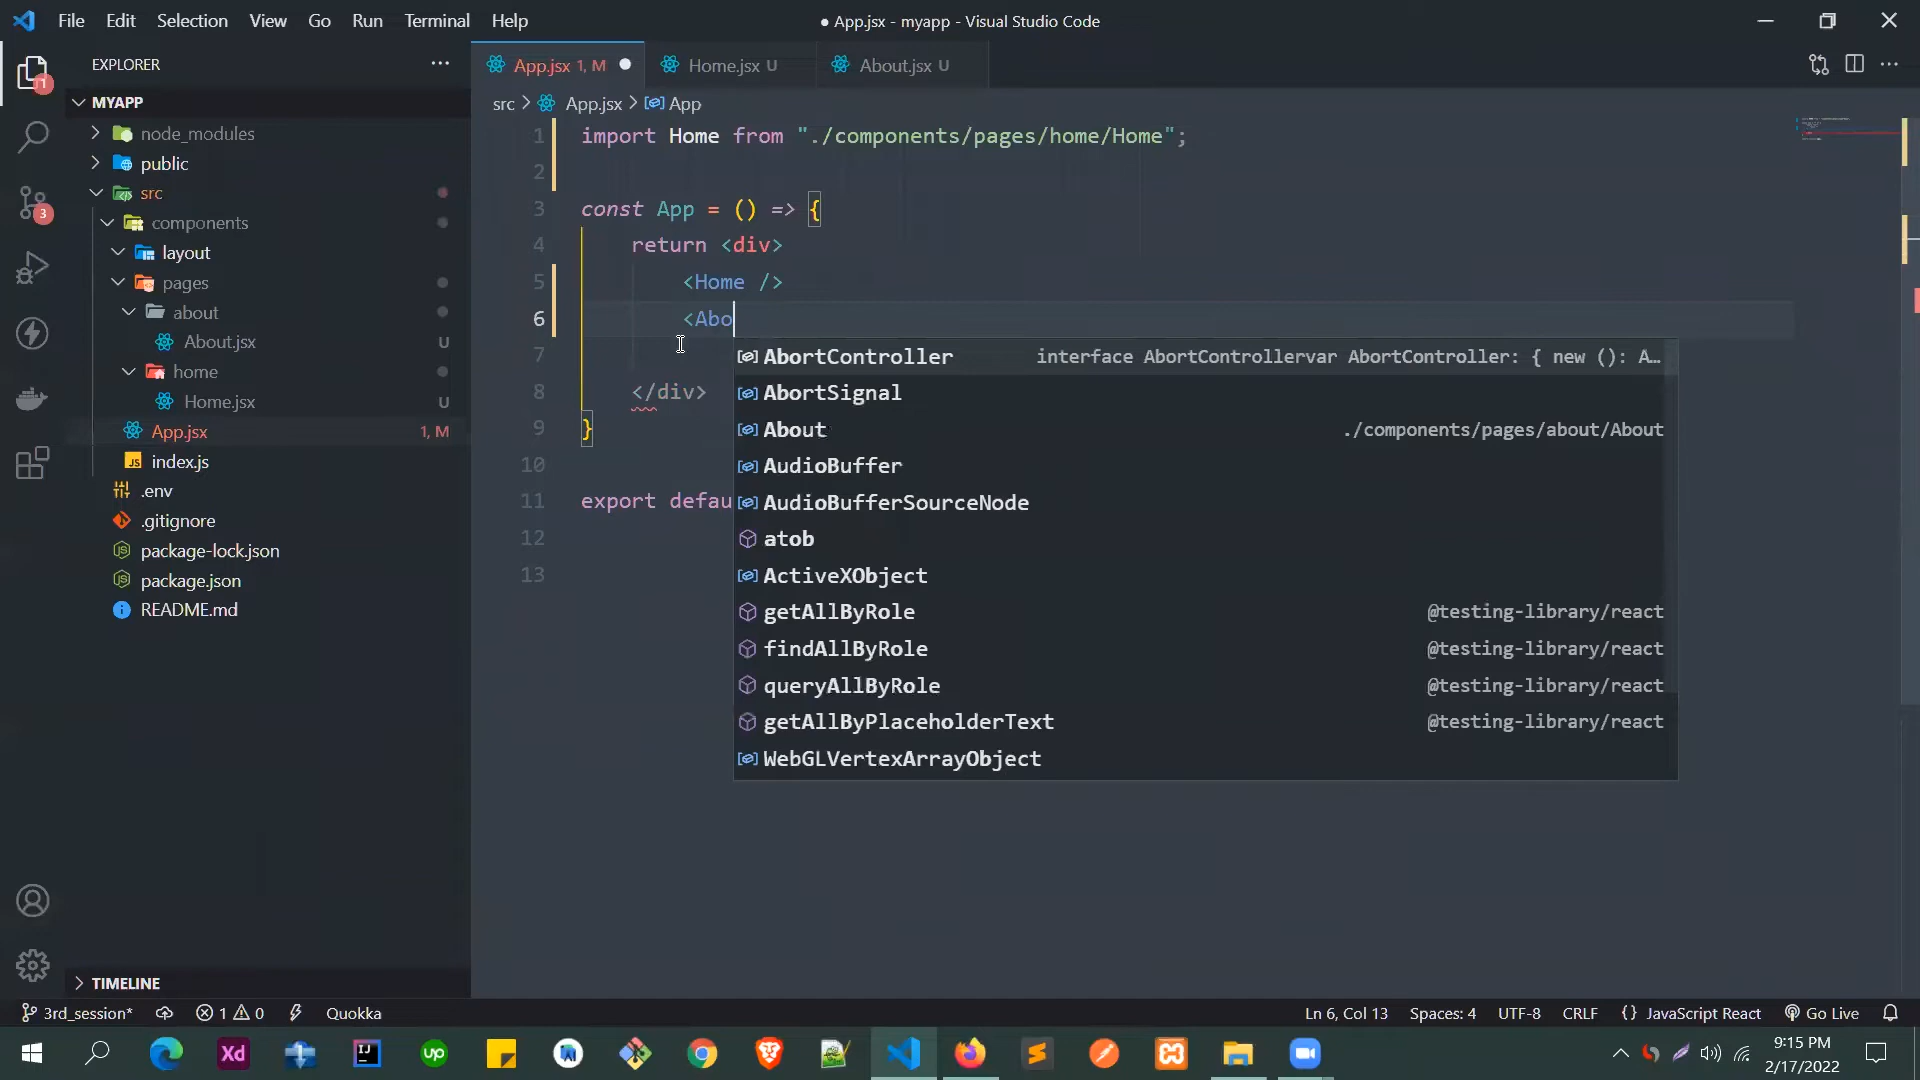 File Edit Selection View Go Run Terminal Help
● App.jsx - myapp - Visual Studio Code
EXPLORER
MYAPP
node_modules
public
src
components
layout
pages
about
About.jsx U
home
Home.jsx U
App.jsx 1, M
index.js
.env
.gitignore
package-lock.json
package.json
README.md
TIMELINE
1
3
App.jsx 1, M
Home.jsx U
About.jsx U
src > App.jsx > App
1 import Home from "./components/pages/home/Home";
2
3 const App = () => {
4 return <div>
5 <Home />
6 <Abo
7
8 </div>
9 }
10
11 export defau
12
13
AbortController interface AbortControllervar AbortController: { new (): A…
AbortSignal
About ./components/pages/about/About
AudioBuffer
AudioBufferSourceNode
atob
ActiveXObject
getAllByRole @testing-library/react
findAllByRole @testing-library/react
queryAllByRole @testing-library/react
getAllByPlaceholderText @testing-library/react
WebGLVertexArrayObject
3rd_session* 1 0 Quokka
Ln 6, Col 13 Spaces: 4 UTF-8 CRLF {} JavaScript React Go Live
Xd
IJ
up
9:15 PM
2/17/2022